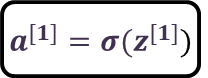 a^[1] = σ(z^[1])